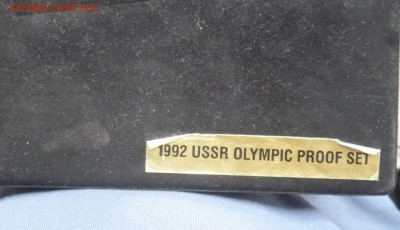 1992 USSR OLYMPIC PROOF SET